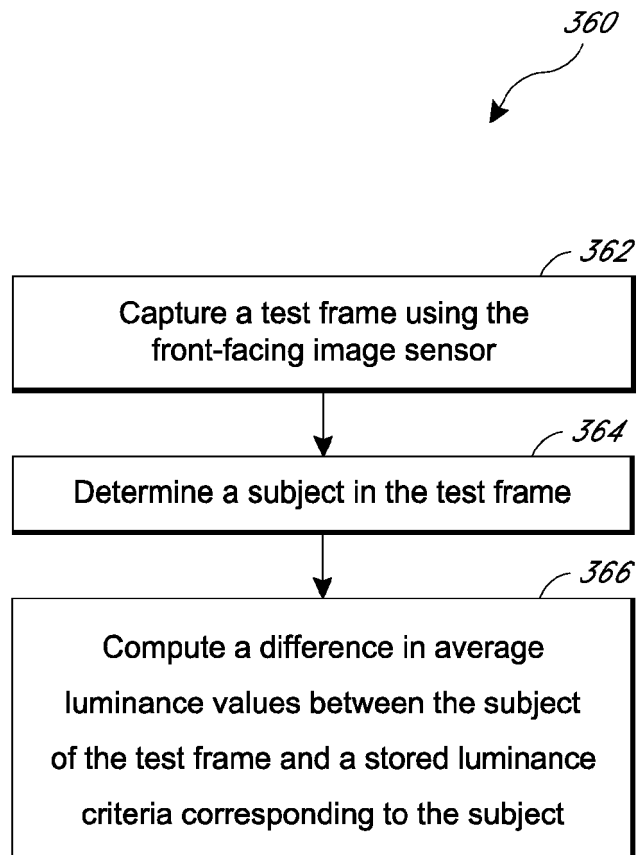 360
362
Capture a test frame using the
front-facing image sensor
364
Determine a subject in the test frame
366
Compute a difference in average
luminance values between the subject
of the test frame and a stored luminance
criteria corresponding to the subject